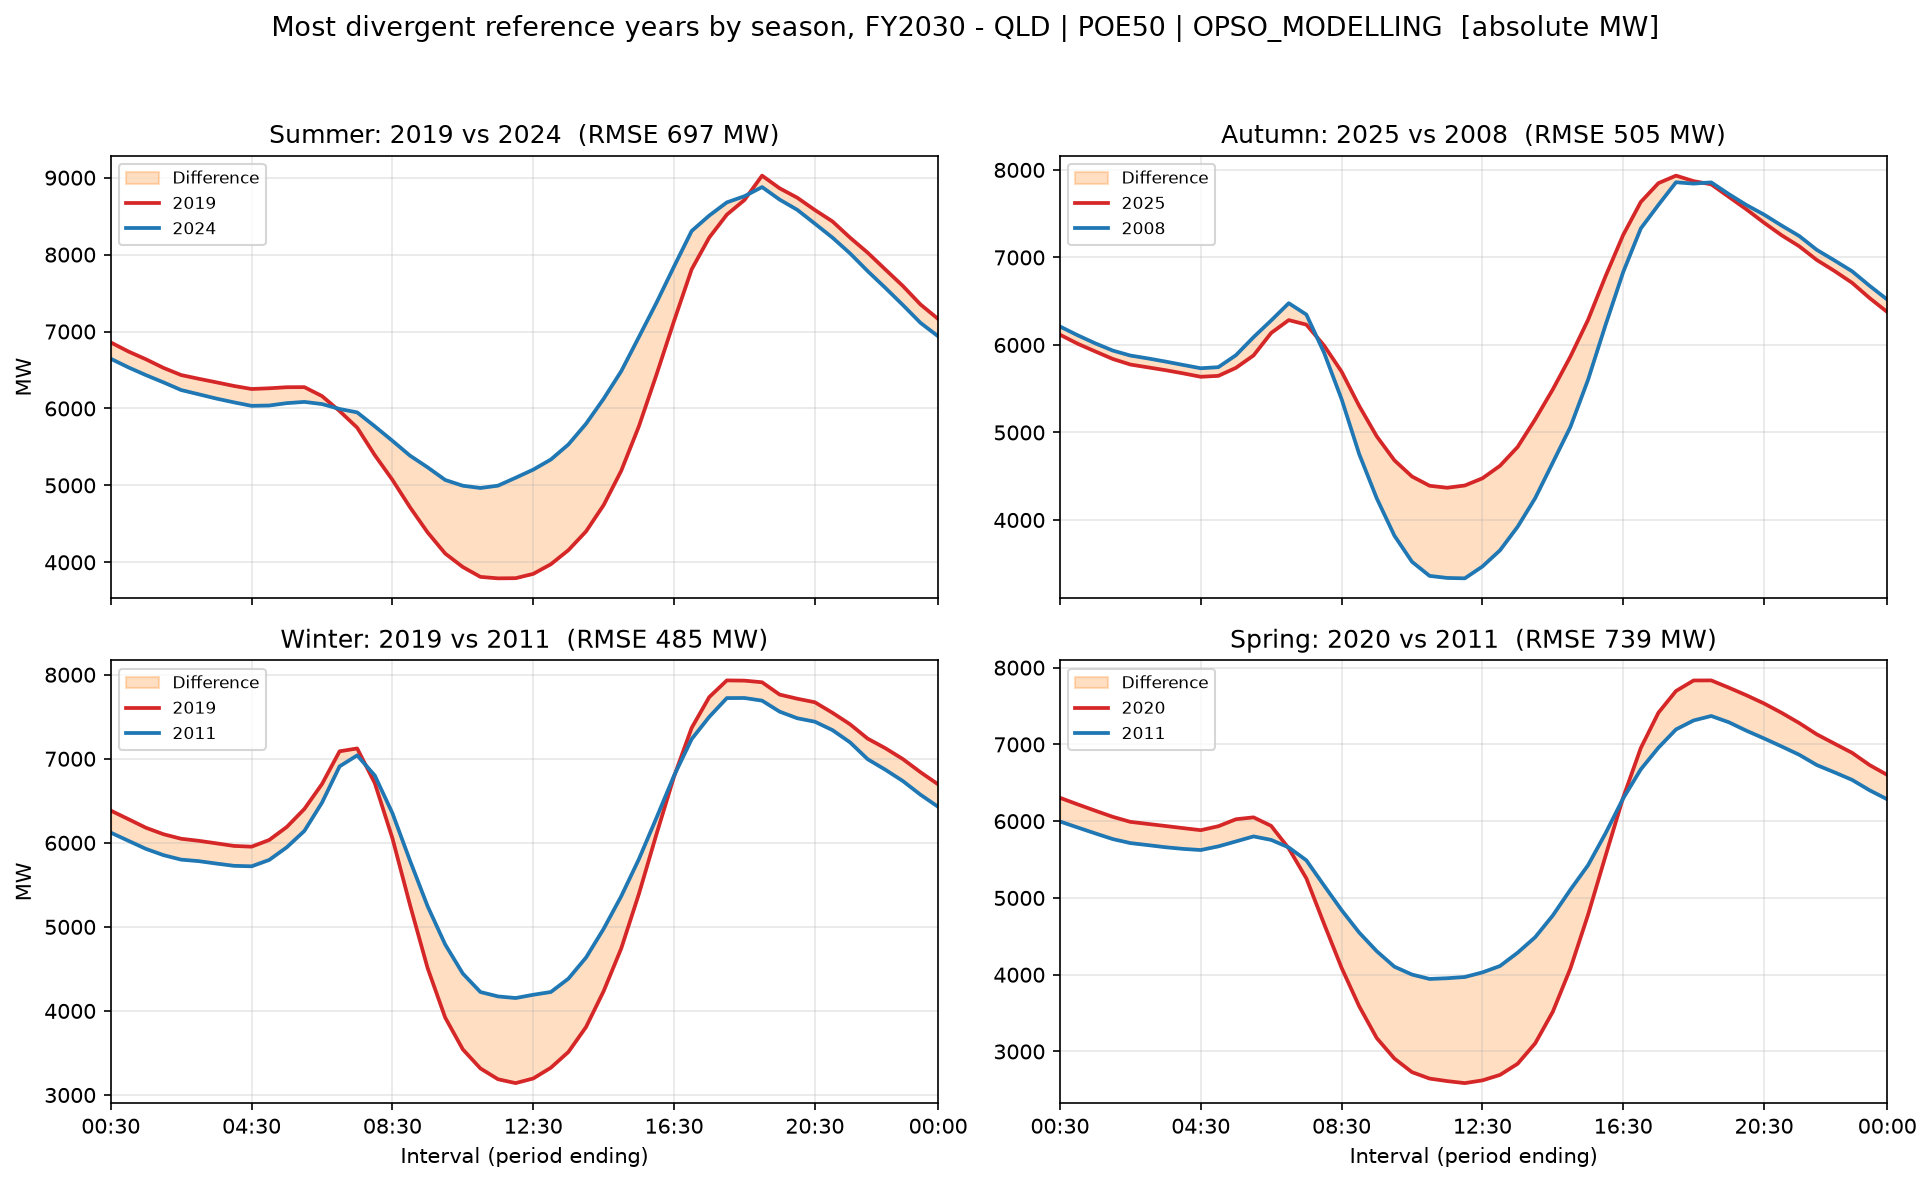 Most divergent reference years by season, FY2030 - QLD | POE50 | OPSO_MODELLING  [absolute MW]
Summer: 2019 vs 2024  (RMSE 697 MW)
Difference
2019
2024
9000
8000
7000
6000
5000
4000
MW
Autumn: 2025 vs 2008  (RMSE 505 MW)
Difference
2025
2008
8000
7000
6000
5000
4000
Winter: 2019 vs 2011  (RMSE 485 MW)
Difference
2019
2011
8000
7000
6000
5000
4000
3000
MW
00:30 04:30 08:30 12:30 16:30 20:30 00:00
Interval (period ending)
Spring: 2020 vs 2011  (RMSE 739 MW)
Difference
2020
2011
8000
7000
6000
5000
4000
3000
00:30 04:30 08:30 12:30 16:30 20:30 00:00
Interval (period ending)